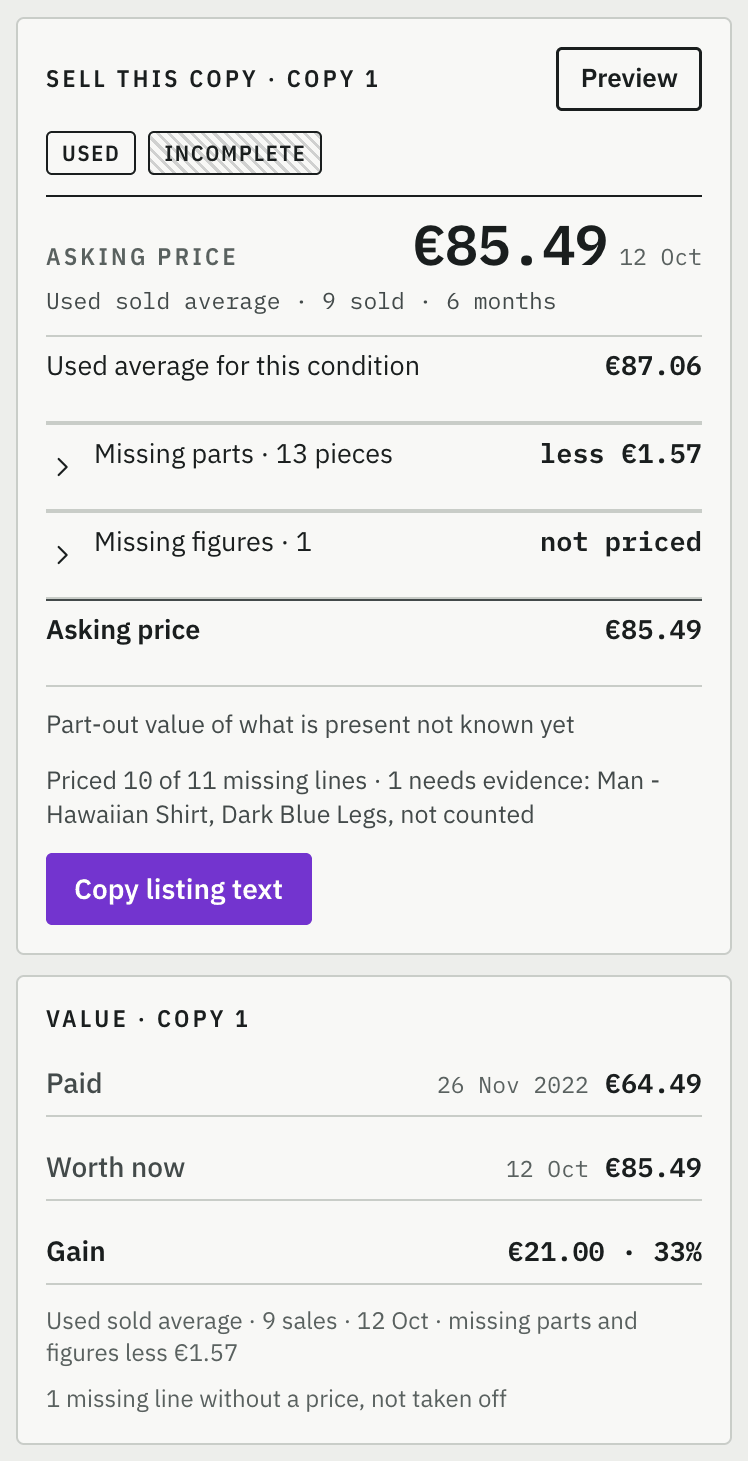 SELL THIS COPY · COPY 1
Preview
USED
INCOMPLETE
ASKING PRICE
€85.49 12 Oct
Used sold average · 9 sold · 6 months
Used average for this condition €87.06
Missing parts · 13 pieces less €1.57
Missing figures · 1 not priced
Asking price €85.49
Part-out value of what is present not known yet
Priced 10 of 11 missing lines · 1 needs evidence: Man -
Hawaiian Shirt, Dark Blue Legs, not counted
Copy listing text
VALUE · COPY 1
Paid 26 Nov 2022 €64.49
Worth now 12 Oct €85.49
Gain €21.00 · 33%
Used sold average · 9 sales · 12 Oct · missing parts and
figures less €1.57
1 missing line without a price, not taken off